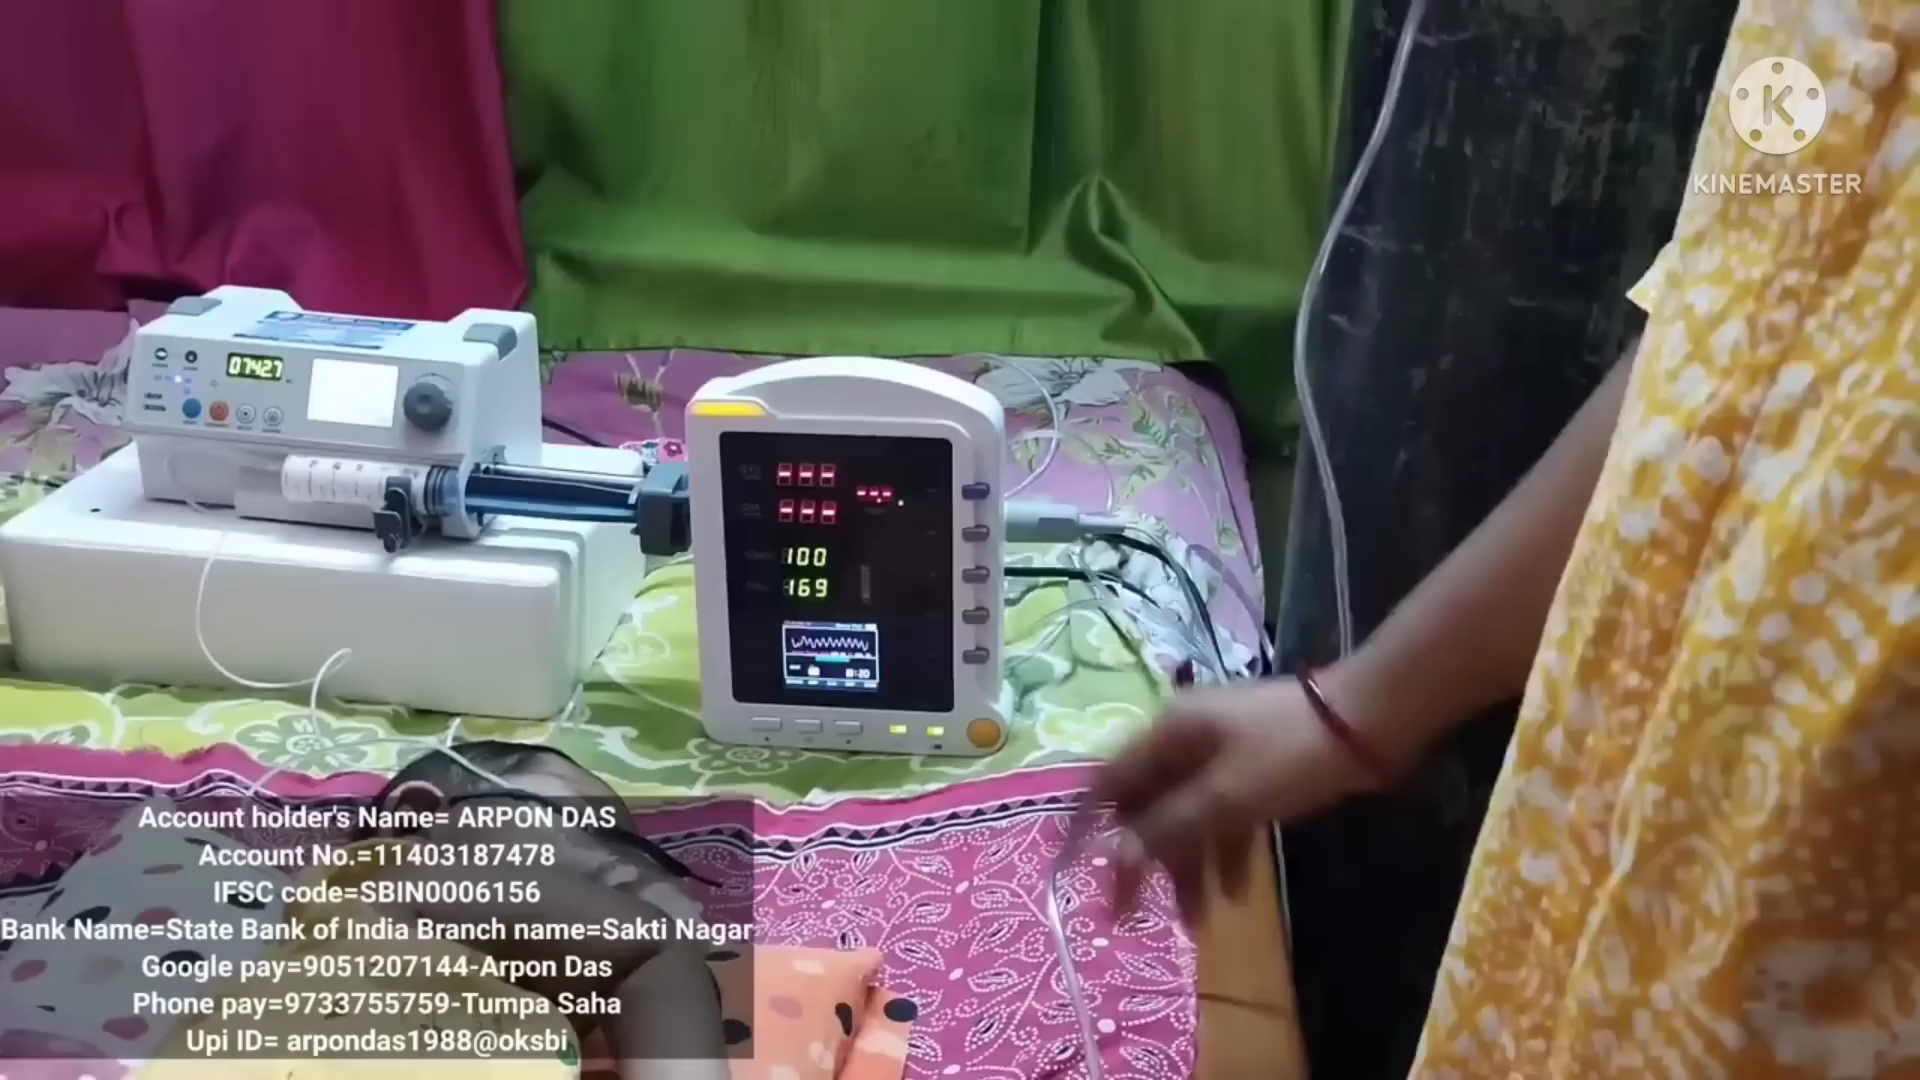 KINEMASTER
07427
100
169
Account holder's Name= ARPON DAS
Account No.=11403187478
IFSC code=SBIN0006156
Bank Name=State Bank of India Branch name=Sakti Nagar
Google pay=9051207144-Arpon Das
Phone pay=9733755759-Tumpa Saha
Upi ID= arpondas1988@oksbi